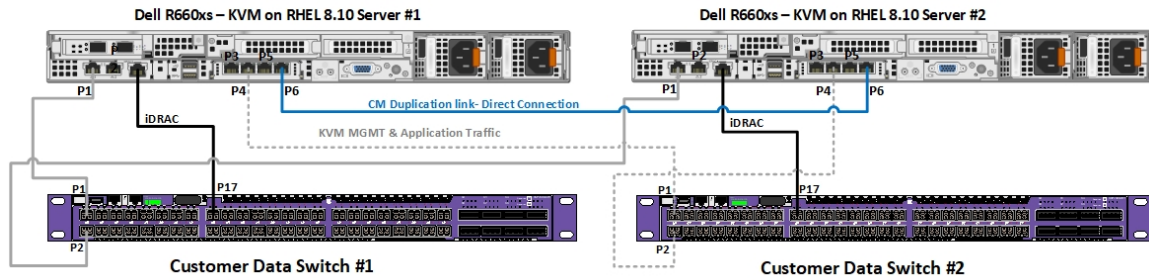 Dell R660xs – KVM on RHEL 8.10 Server #1
Dell R660xs – KVM on RHEL 8.10 Server #2
P3
P5
P1
P4
P6
P2
P3
P5
P1
P4
P6
CM Duplication link- Direct Connection
iDRAC
iDRAC
KVM MGMT & Application Traffic
P1
P17
P1
P17
P2
P2
Customer Data Switch #1
Customer Data Switch #2